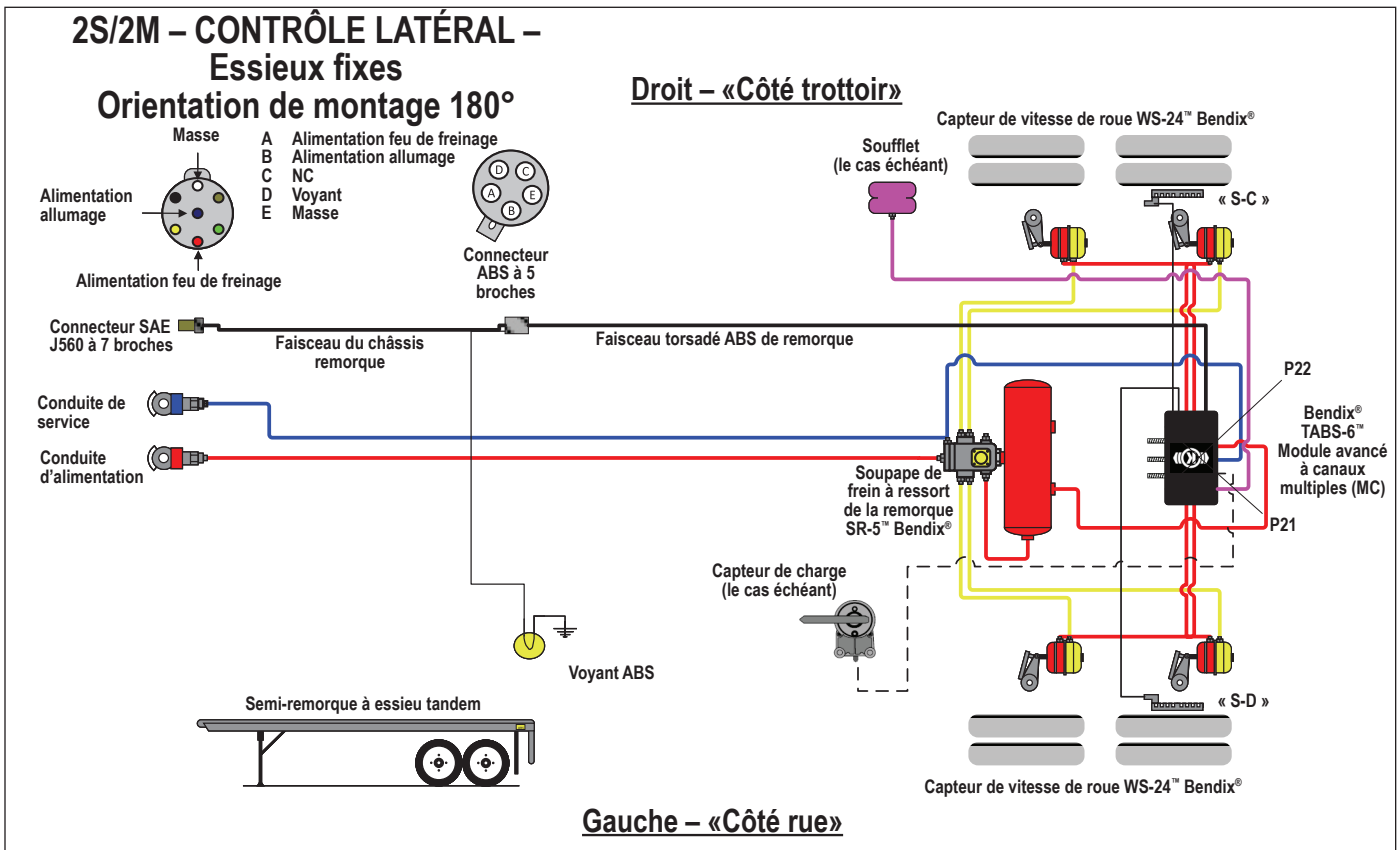 2S/2M – CONTRÔLE LATÉRAL –
Essieux fixes
Orientation de montage 180°
Droit – «Côté trottoir»
Masse
Alimentation
allumage
Alimentation feu de freinage
A Alimentation feu de freinage
B Alimentation allumage
C NC
D Voyant
E Masse
D
C
A
E
B
Connecteur
ABS à 5
broches
Soufflet
(le cas échéant)
Capteur de vitesse de roue WS-24™ Bendix®
« S-C »
Connecteur SAE
J560 à 7 broches
Faisceau du châssis
remorque
Faisceau torsadé ABS de remorque
Conduite de
service
Conduite
d’alimentation
Soupape de
frein à ressort
de la remorque
SR-5™ Bendix®
P22
Bendix®
TABS-6™
Module avancé
à canaux
multiples (MC)
P21
Capteur de charge
(le cas échéant)
Voyant ABS
Semi-remorque à essieu tandem
« S-D »
Capteur de vitesse de roue WS-24™ Bendix®
Gauche – «Côté rue»